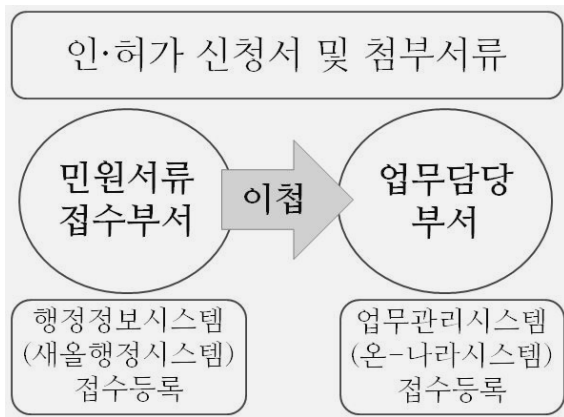 인·허가 신청서 및 첨부서류
민원서류
접수부서
이첩
업무담당
부서
행정정보시스템
(새올행정시스템)
접수등록
업무관리시스템
(온-나라시스템)
접수등록